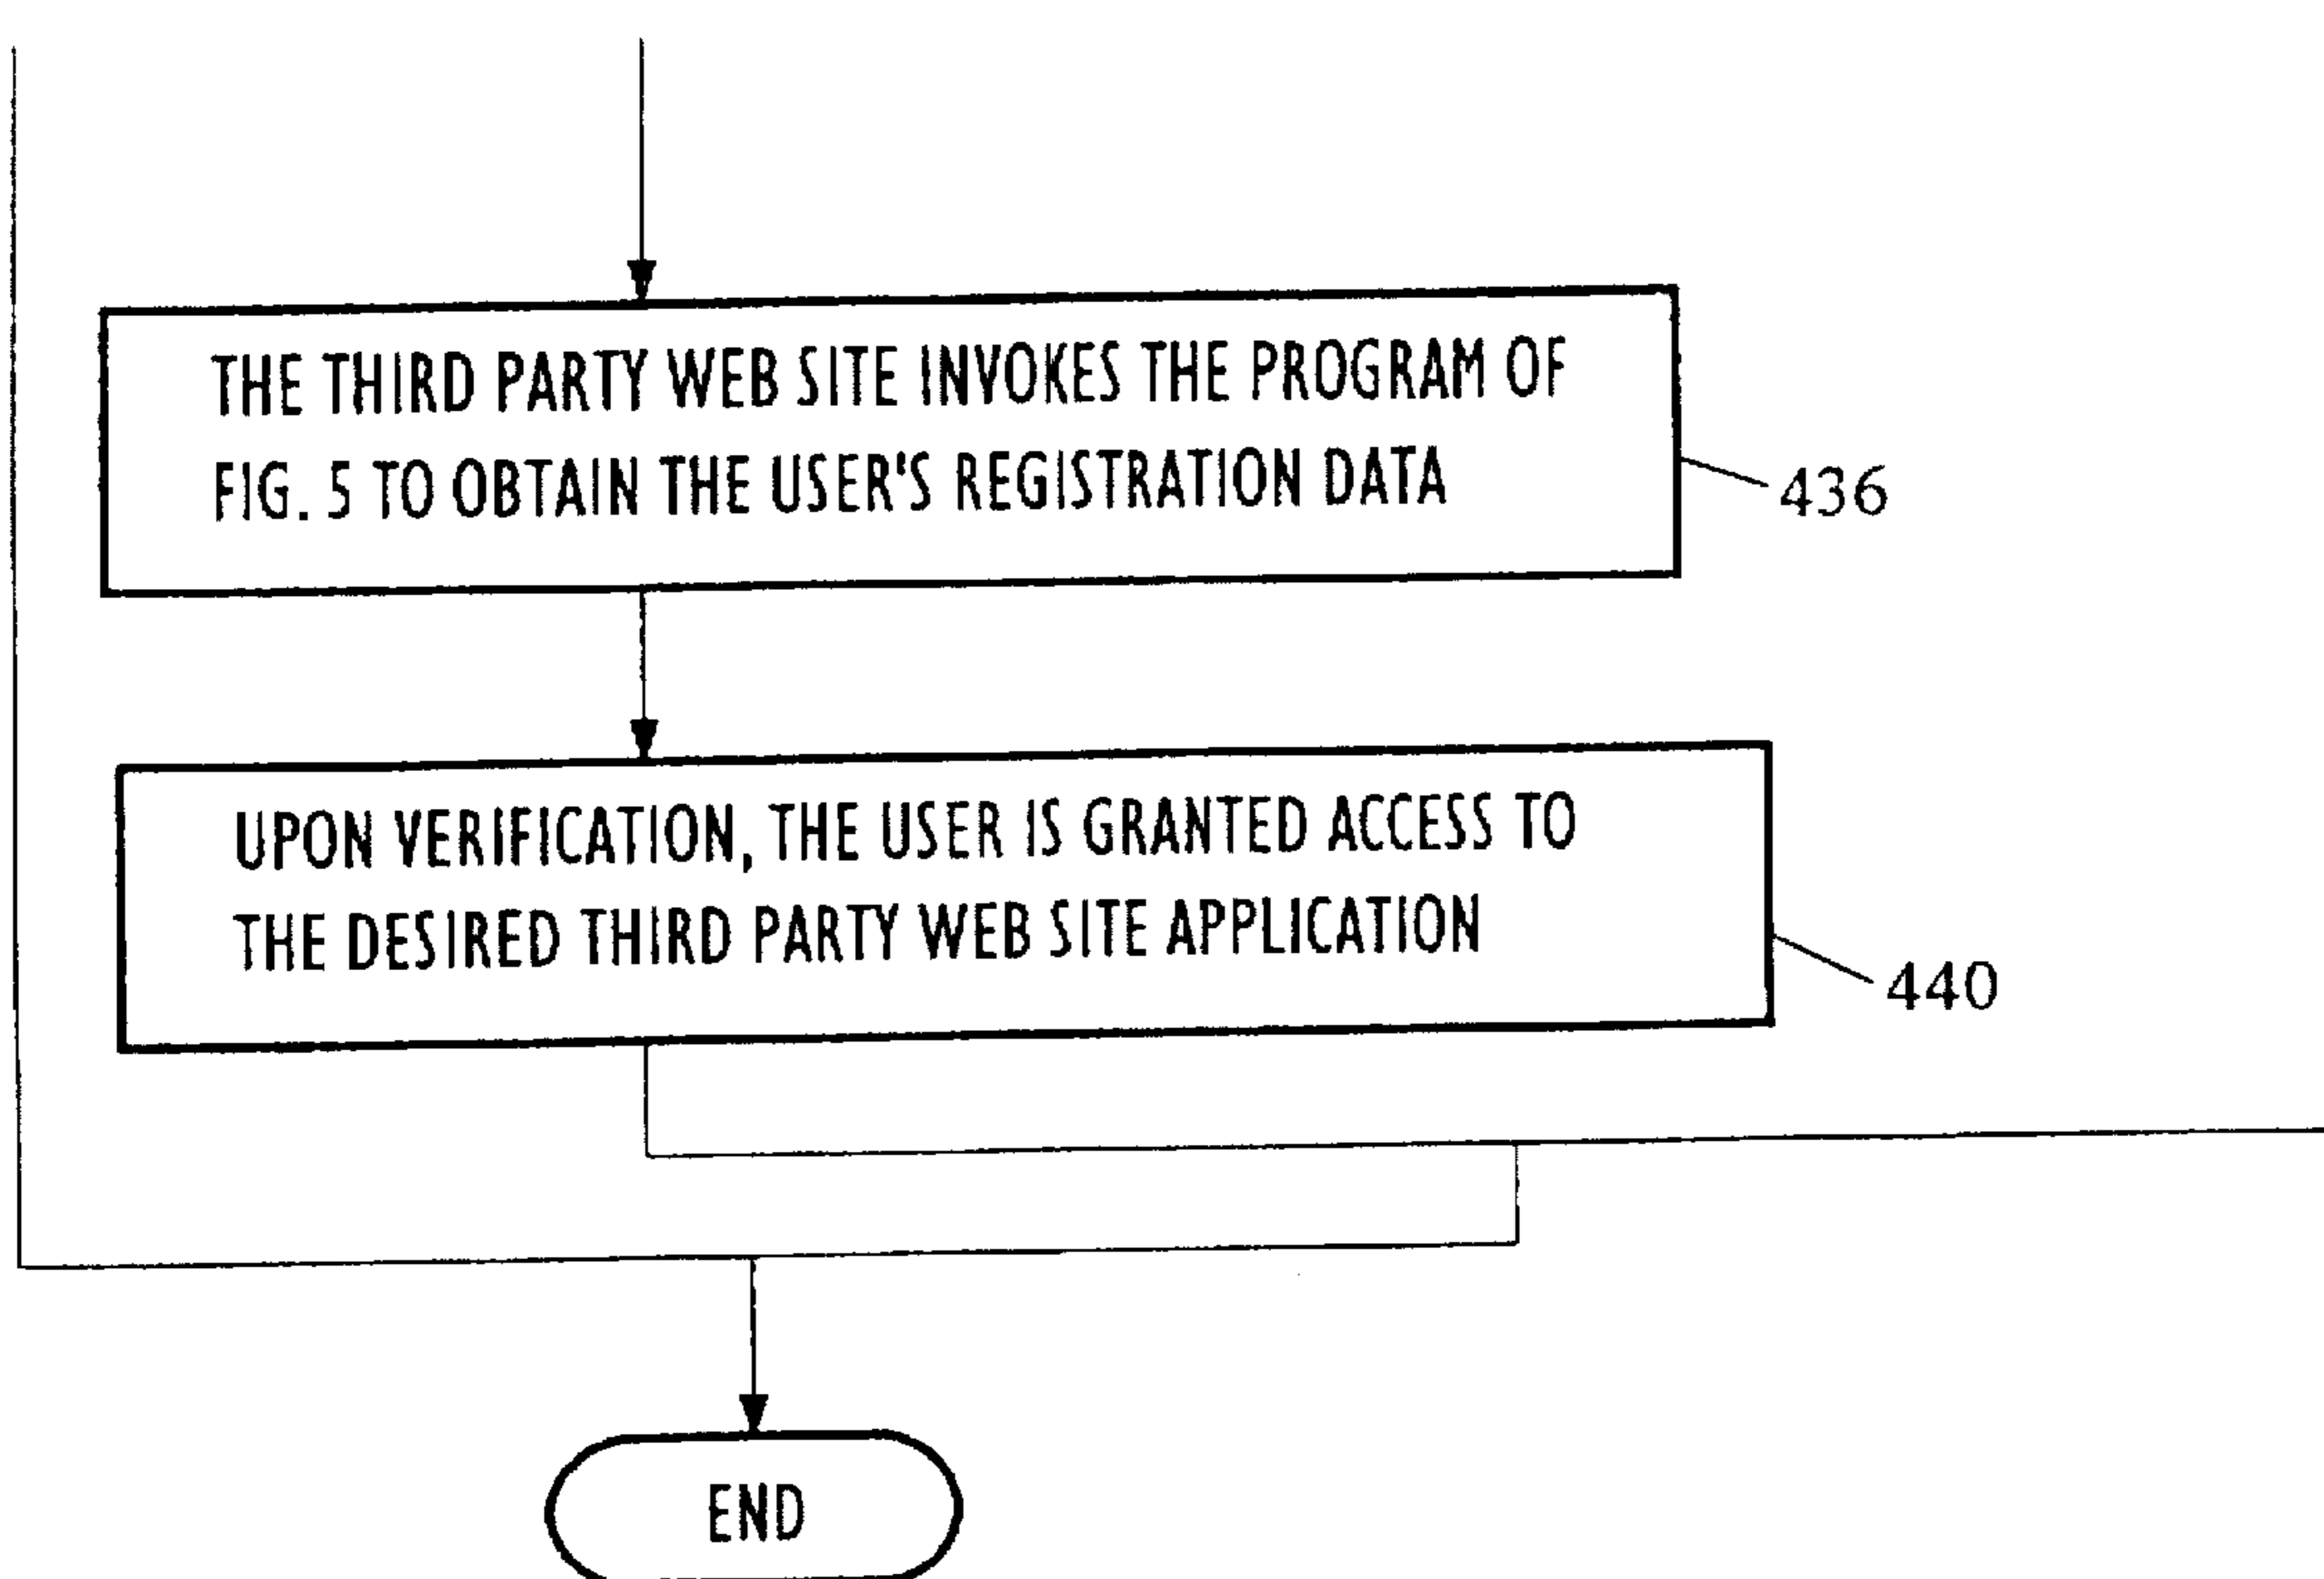 THE THIRD PARTY WEB SITE INVOKES THE PROGRAM OF
FIG. 5 TO OBTAIN THE USER'S REGISTRATION DATA
436
UPON VERIFICATION, THE USER IS GRANTED ACCESS TO
THE DESIRED THIRD PARTY WEB SITE APPLICATION
440
END